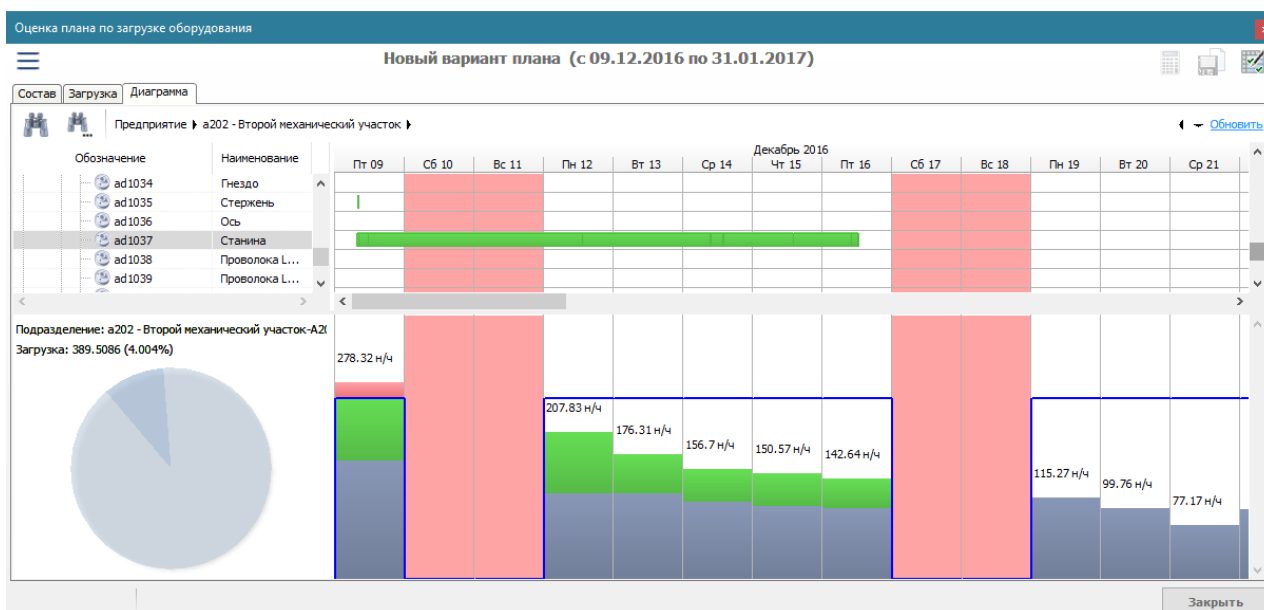 Оценка плана по загрузке оборудования
Новый вариант плана (с 09.12.2016 по 31.01.2017)
Состав Загрузка Диаграмма
Предприятие а202 - Второй механический участок Обновить
Обозначение Наименование
Декабрь 2016
Пт 09 Сб 10 Вс 11 Пн 12 Вт 13 Ср 14 Чт 15 Пт 16 Сб 17 Вс 18 Пн 19 Вт 20 Ср 21
ad1034 Гнездо
ad1035 Стержень
ad1036 Ось
ad1037 Станина
ad1038 Проволока L...
ad1039 Проволока L...
Подразделение: а202 - Второй механический участок-А20
Загрузка: 389.5086 (4.004%)
278.32 н/ч
207.83 н/ч
176.31 н/ч
156.7 н/ч
150.57 н/ч
142.64 н/ч
115.27 н/ч
99.76 н/ч
77.17 н/ч
Закрыть